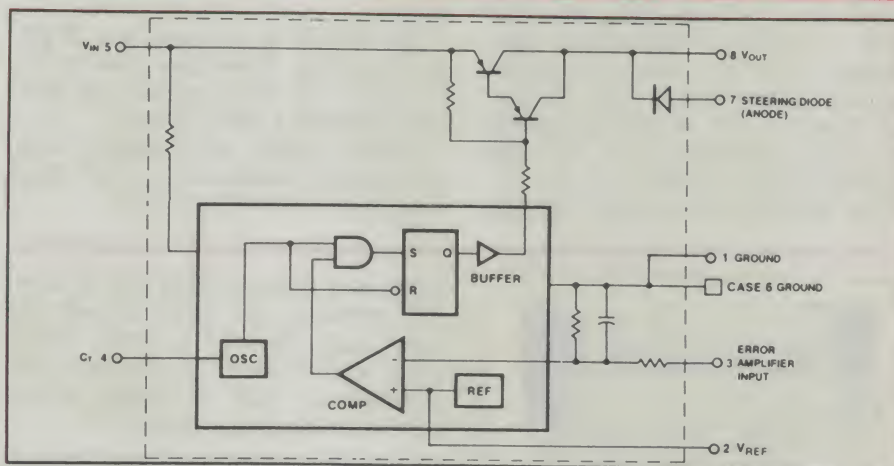 VIN 5
8 VOUT
7 STEERING DIODE
(ANODE)
S Q
BUFFER
R
1 GROUND
CASE 6 GROUND
CT 4
OSC
-
+
COMP
REF
ERROR
3 AMPLIFIER
INPUT
2 VREF